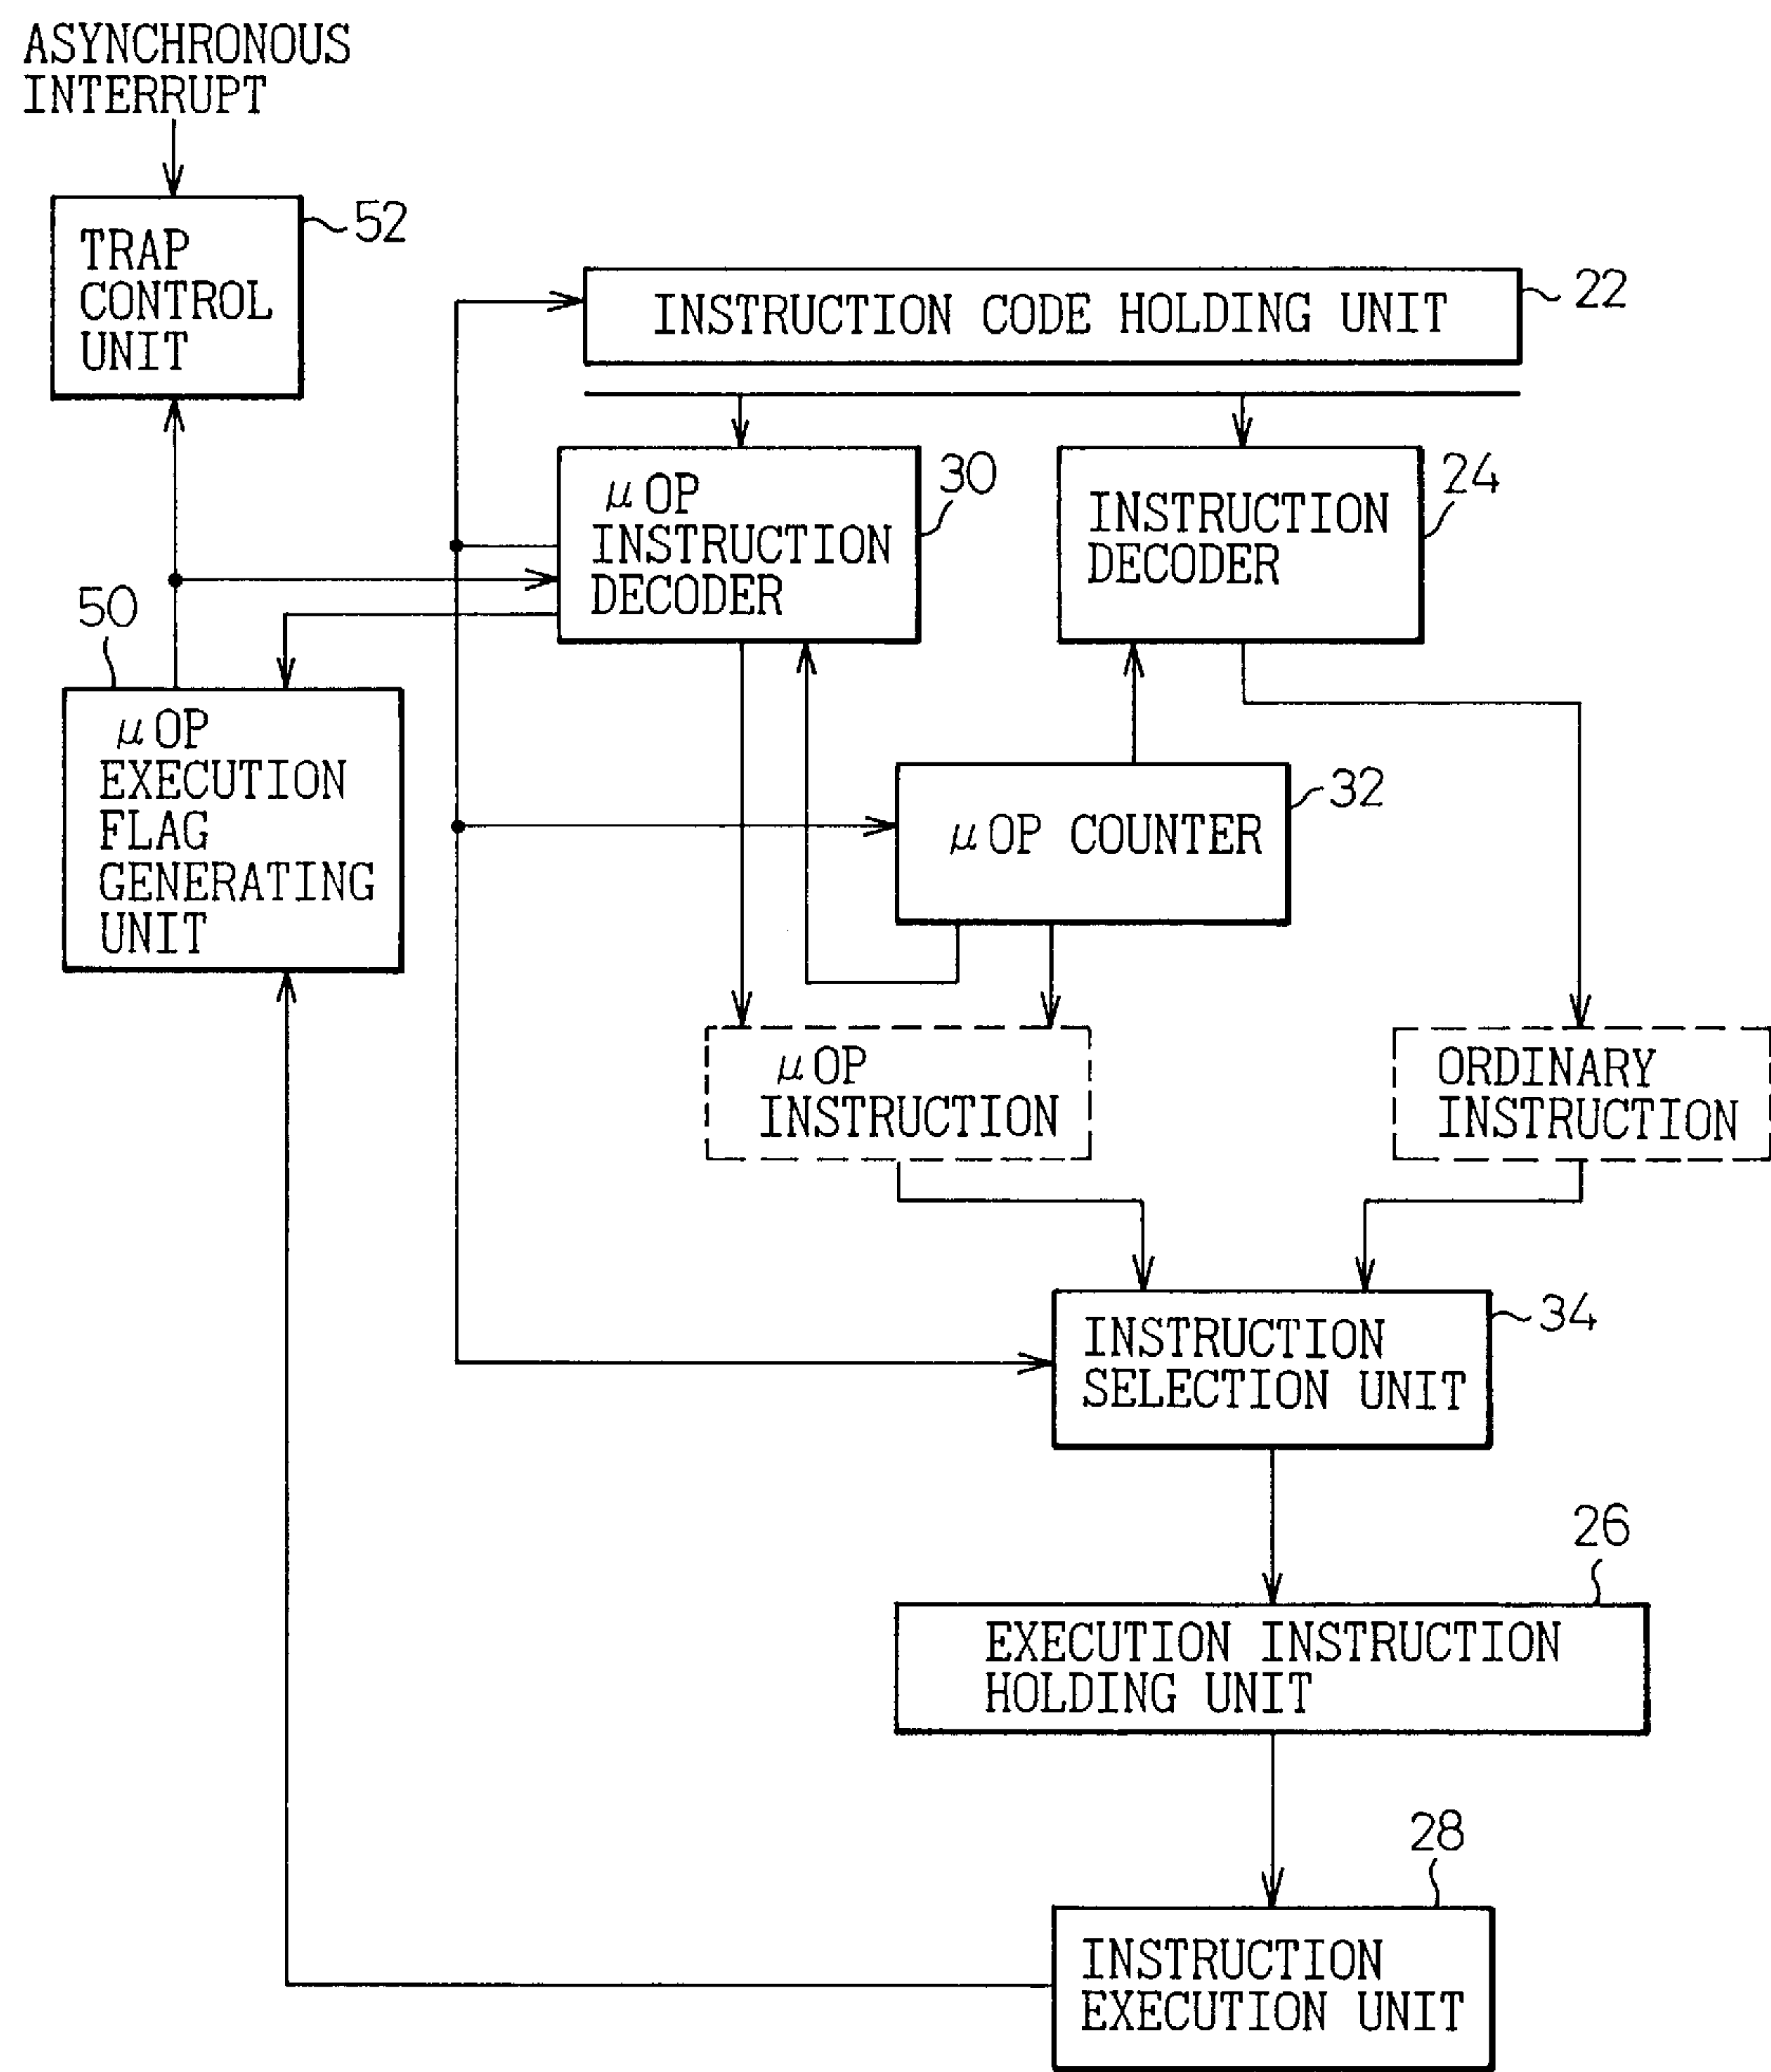 ASYNCHRONOUS
INTERRUPT
TRAP
CONTROL
UNIT
52
INSTRUCTION CODE HOLDING UNIT
22
μOP
INSTRUCTION
DECODER
30
INSTRUCTION
DECODER
24
50
μOP
EXECUTION
FLAG
GENERATING
UNIT
μOP COUNTER
32
μOP
INSTRUCTION
ORDINARY
INSTRUCTION
INSTRUCTION
SELECTION UNIT
34
26
EXECUTION INSTRUCTION
HOLDING UNIT
28
INSTRUCTION
EXECUTION UNIT